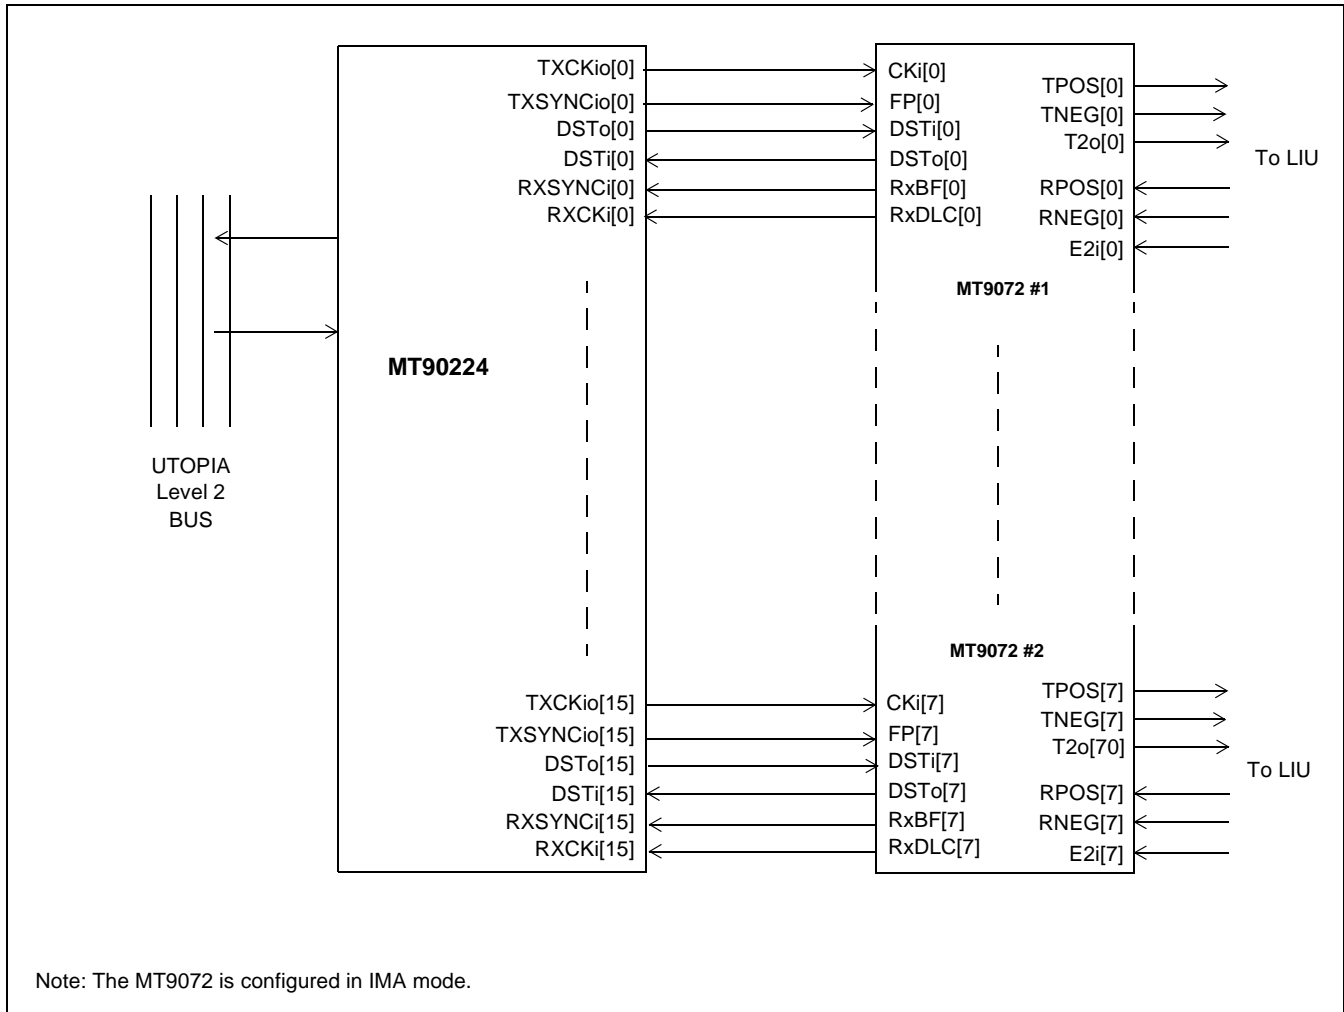 TXCKio[0]
TXSYNCio[0]
DSTo[0]
DSTi[0]
RXSYNCi[0]
RXCKi[0]
CKi[0]
FP[0]
DSTi[0]
DSTo[0]
RxBF[0]
RxDLC[0]
TPOS[0]
TNEG[0]
T2o[0]
RPOS[0]
RNEG[0]
E2i[0]
To LIU
MT9072 #1
MT90224
UTOPIA
Level 2
BUS
MT9072 #2
TXCKio[15]
TXSYNCio[15]
DSTo[15]
DSTi[15]
RXSYNCi[15]
RXCKi[15]
CKi[7]
FP[7]
DSTi[7]
DSTo[7]
RxBF[7]
RxDLC[7]
TPOS[7]
TNEG[7]
T2o[70]
RPOS[7]
RNEG[7]
E2i[7]
To LIU
Note: The MT9072 is configured in IMA mode.